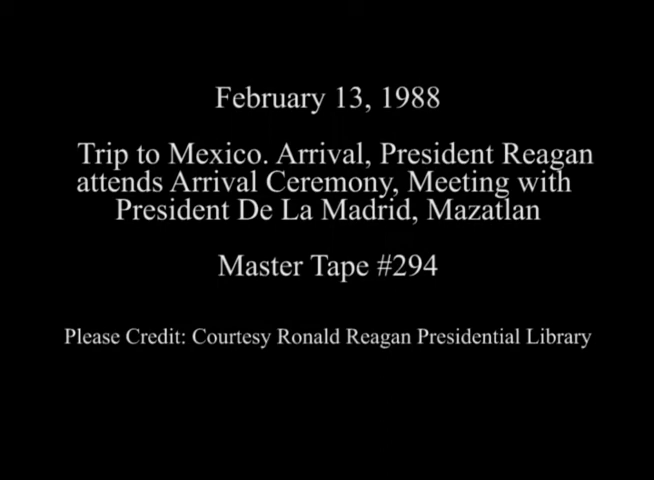 February 13, 1988
Trip to Mexico. Arrival, President Reagan
attends Arrival Ceremony, Meeting with
President De La Madrid, Mazatlan
Master Tape #294
Please Credit: Courtesy Ronald Reagan Presidential Library